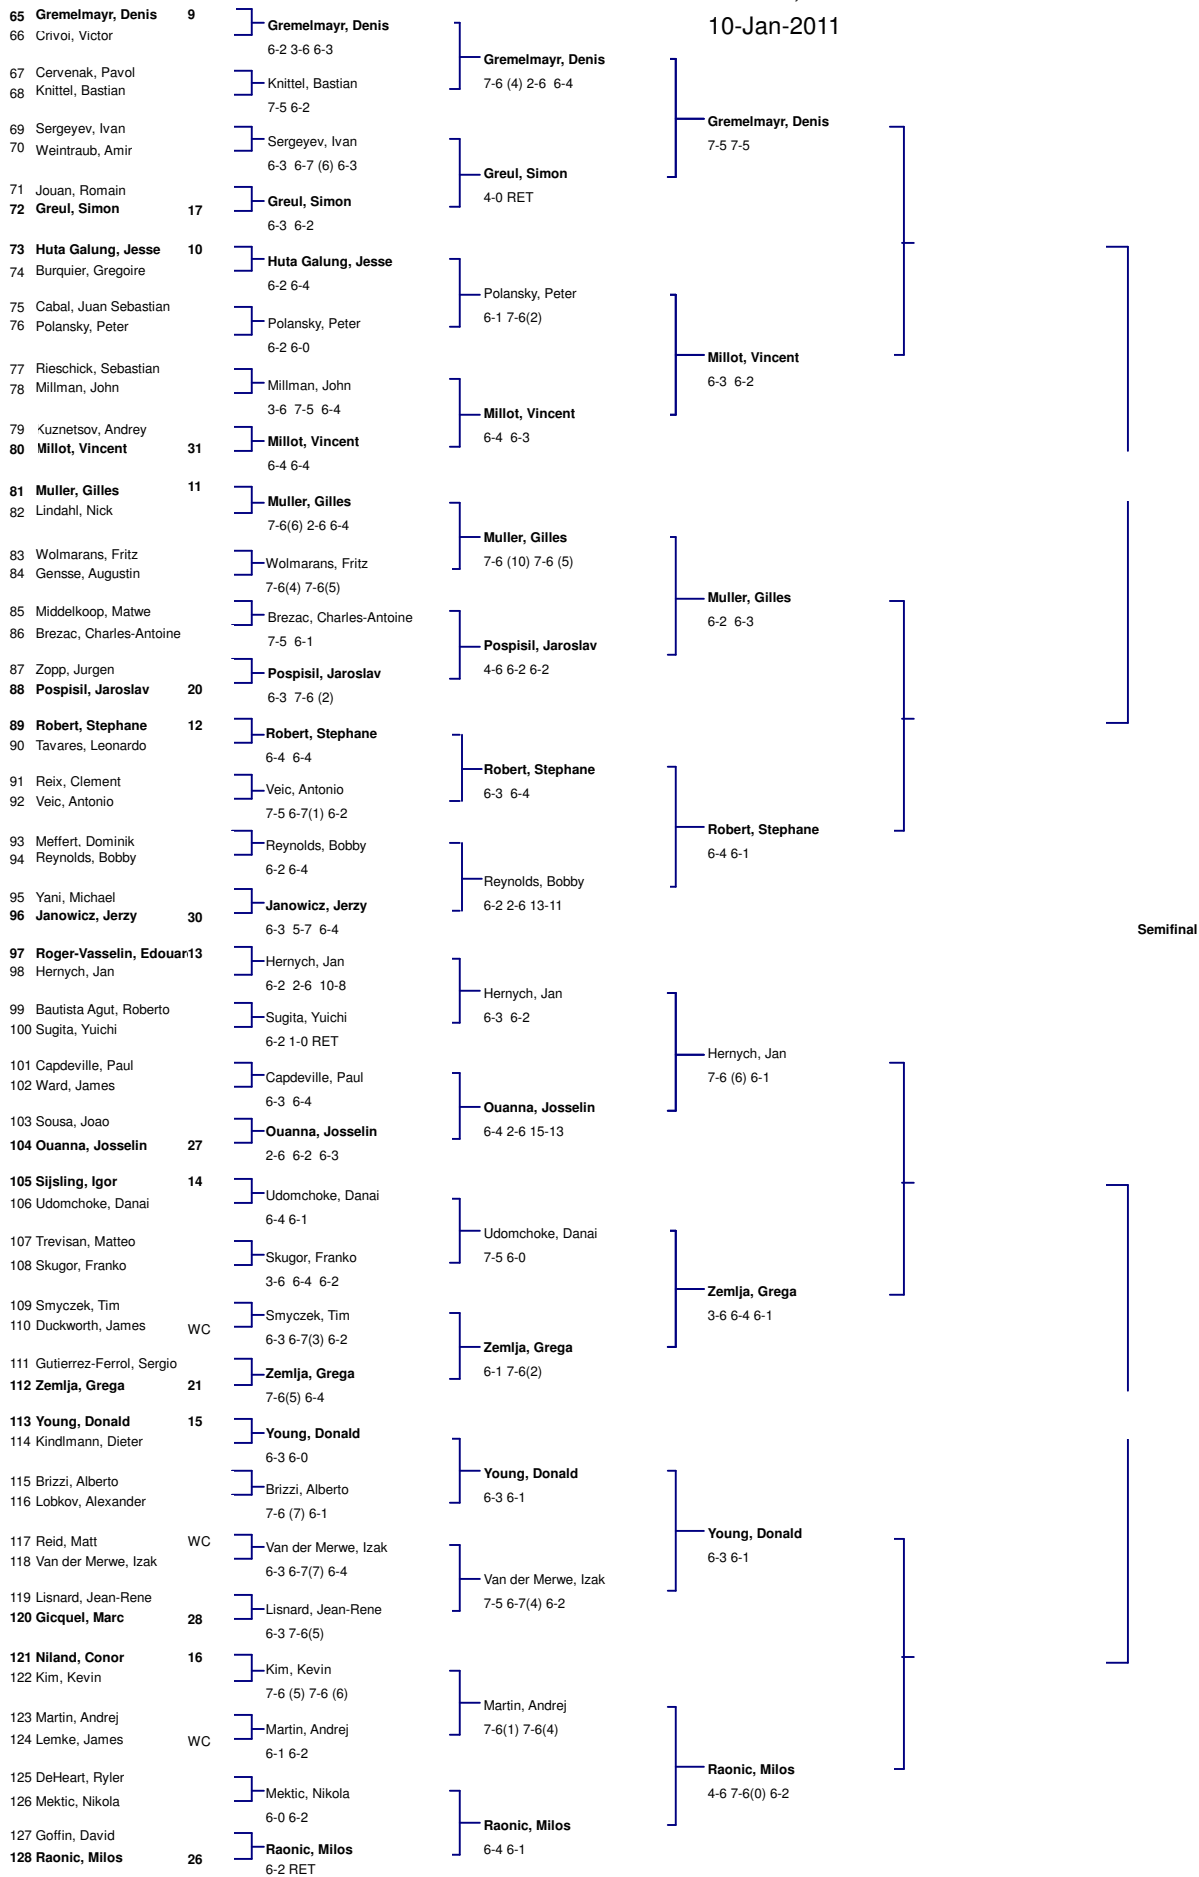 10-Jan-2011
65 Gremelmayr, Denis 9
66 Crivoi, Victor
67 Cervenak, Pavol
68 Knittel, Bastian
69 Sergeyev, Ivan
70 Weintraub, Amir
71 Jouan, Romain
72 Greul, Simon 17
73 Huta Galung, Jesse 10
74 Burquier, Gregoire
75 Cabal, Juan Sebastian
76 Polansky, Peter
77 Rieschick, Sebastian
78 Millman, John
79 Kuznetsov, Andrey
80 Millot, Vincent 31
81 Muller, Gilles 11
82 Lindahl, Nick
83 Wolmarans, Fritz
84 Gensse, Augustin
85 Middelkoop, Matwe
86 Brezac, Charles-Antoine
87 Zopp, Jurgen
88 Pospisil, Jaroslav 20
89 Robert, Stephane 12
90 Tavares, Leonardo
91 Reix, Clement
92 Veic, Antonio
93 Meffert, Dominik
94 Reynolds, Bobby
95 Yani, Michael
96 Janowicz, Jerzy 30
97 Roger-Vasselin, Edouar 13
98 Hernych, Jan
99 Bautista Agut, Roberto
100 Sugita, Yuichi
101 Capdeville, Paul
102 Ward, James
103 Sousa, Joao
104 Ouanna, Josselin 27
105 Sijsling, Igor 14
106 Udomchoke, Danai
107 Trevisan, Matteo
108 Skugor, Franko
109 Smyczek, Tim
110 Duckworth, James WC
111 Gutierrez-Ferrol, Sergio
112 Zemlja, Grega 21
113 Young, Donald 15
114 Kindlmann, Dieter
115 Brizzi, Alberto
116 Lobkov, Alexander
117 Reid, Matt WC
118 Van der Merwe, Izak
119 Lisnard, Jean-Rene
120 Gicquel, Marc 28
121 Niland, Conor 16
122 Kim, Kevin
123 Martin, Andrej
124 Lemke, James WC
125 DeHeart, Ryler
126 Mektic, Nikola
127 Goffin, David
128 Raonic, Milos 26
Gremelmayr, Denis
6-2 3-6 6-3
Knittel, Bastian
7-5 6-2
Sergeyev, Ivan
6-3 6-7 (6) 6-3
Greul, Simon
6-3 6-2
Huta Galung, Jesse
6-2 6-4
Polansky, Peter
6-2 6-0
Millman, John
3-6 7-5 6-4
Millot, Vincent
6-4 6-4
Muller, Gilles
7-6(6) 2-6 6-4
Wolmarans, Fritz
7-6(4) 7-6(5)
Brezac, Charles-Antoine
7-5 6-1
Pospisil, Jaroslav
6-3 7-6 (2)
Robert, Stephane
6-4 6-4
Veic, Antonio
7-5 6-7(1) 6-2
Reynolds, Bobby
6-2 6-4
Janowicz, Jerzy
6-3 5-7 6-4
Hernych, Jan
6-2 2-6 10-8
Sugita, Yuichi
6-2 1-0 RET
Capdeville, Paul
6-3 6-4
Ouanna, Josselin
2-6 6-2 6-3
Udomchoke, Danai
6-4 6-1
Skugor, Franko
3-6 6-4 6-2
Smyczek, Tim
6-3 6-7(3) 6-2
Zemlja, Grega
7-6(5) 6-4
Young, Donald
6-3 6-0
Brizzi, Alberto
7-6 (7) 6-1
Van der Merwe, Izak
6-3 6-7(7) 6-4
Lisnard, Jean-Rene
6-3 7-6(5)
Kim, Kevin
7-6 (5) 7-6 (6)
Martin, Andrej
6-1 6-2
Mektic, Nikola
6-0 6-2
Raonic, Milos
6-2 RET
Gremelmayr, Denis
7-6 (4) 2-6 6-4
Greul, Simon
4-0 RET
Polansky, Peter
6-1 7-6(2)
Millot, Vincent
6-4 6-3
Muller, Gilles
7-6 (10) 7-6 (5)
Pospisil, Jaroslav
4-6 6-2 6-2
Robert, Stephane
6-3 6-4
Reynolds, Bobby
6-2 2-6 13-11
Hernych, Jan
6-3 6-2
Ouanna, Josselin
6-4 2-6 15-13
Udomchoke, Danai
7-5 6-0
Zemlja, Grega
6-1 7-6(2)
Young, Donald
6-3 6-1
Van der Merwe, Izak
7-5 6-7(4) 6-2
Martin, Andrej
7-6(1) 7-6(4)
Raonic, Milos
6-4 6-1
Gremelmayr, Denis
7-5 7-5
Millot, Vincent
6-3 6-2
Muller, Gilles
6-2 6-3
Robert, Stephane
6-4 6-1
Hernych, Jan
7-6 (6) 6-1
Zemlja, Grega
3-6 6-4 6-1
Young, Donald
6-3 6-1
Raonic, Milos
4-6 7-6(0) 6-2
Semifinal